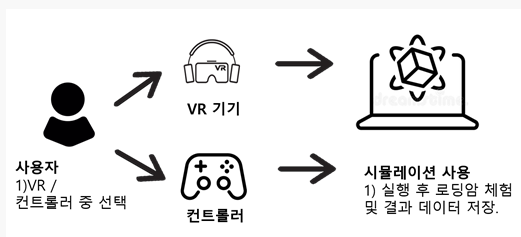 VR
VR 기기
사용자
1)VR /
컨트롤러 중 선택
컨트롤러
시뮬레이션 사용
1) 실행 후 로딩암 체험
및 결과 데이터 저장.